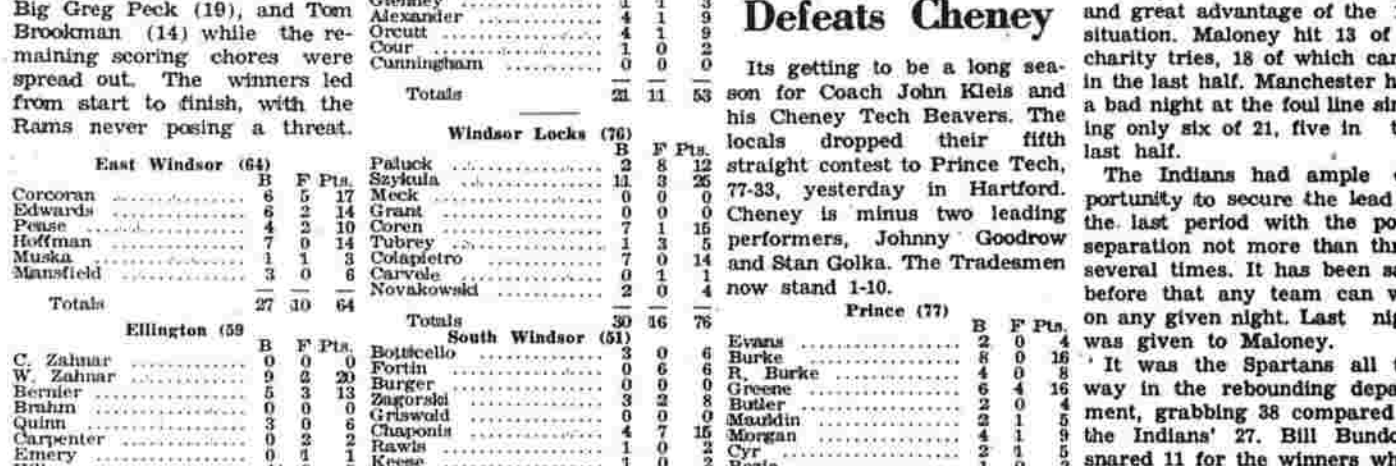 Big Greg Peck (19), and Tom
Brookman (14) while the re-
maining scoring chores were
spread out. The winners led
from start to finish, with the
Rams never posing a threat.
East Windsor (64)
B F Pts.
Corcoran 6 5 17
Edwards 6 2 14
Pease 4 2 10
Hoffman 7 0 14
Muska 1 1 3
Mansfield 3 0 6
Totals 27 10 64
Ellington (59
B F Pts.
C. Zahnar 0 0 0
W. Zahnar 9 2 20
Bernier 5 3 13
Brahm 0 0 0
Quinn 3 0 6
Carpenter 0 2 2
Emery 0 1 1
Alexander 4 1 9
Orcutt 4 1 9
Cour 1 0 2
Cunningham 0 0 0
Totals 21 11 53
Windsor Locks (76)
B F Pts.
Paluck 2 8 12
Szykula 11 3 25
Meck 0 0 0
Grant 0 0 0
Coren 7 1 15
Tubrey 1 3 5
Colapietro 7 0 14
Carvele 0 1 1
Novakowski 2 0 4
Totals 30 16 76
South Windsor (51)
Botticello 3 0 6
Fortin 0 6 6
Burger 0 0 0
Zagorski 3 2 8
Griswold 0 0 0
Chaponis 4 7 15
Rawls 1 0 2
Keese 1 0 2
Defeats Cheney
Its getting to be a long sea-
son for Coach John Kleis and
his Cheney Tech Beavers. The
locals dropped their fifth
straight contest to Prince Tech,
77-33, yesterday in Hartford.
Cheney is minus two leading
performers, Johnny Goodrow
and Stan Golka. The Tradesmen
now stand 1-10.
Prince (77)
B F Pts.
Evans 2 0 4
Burke 8 0 16
R. Burke 4 0 8
Greene 6 4 16
Butler 2 0 4
Mauldin 2 1 5
Morgan 4 1 9
Cyr 2 1 5
and great advantage of the
situation. Maloney hit 13 of
charity tries, 18 of which
in the last half. Manchester
a bad night at the foul line
ing only six of 21, five in
last half.
The Indians had ample
portunity to secure the lead
the last period with the
separation not more than
several times. It has been
before that any team can
on any given night. Last
was given to Maloney.
It was the Spartans all
way in the rebounding
ment, grabbing 38 compared
the Indians' 27. Bill
snared 11 for the winners